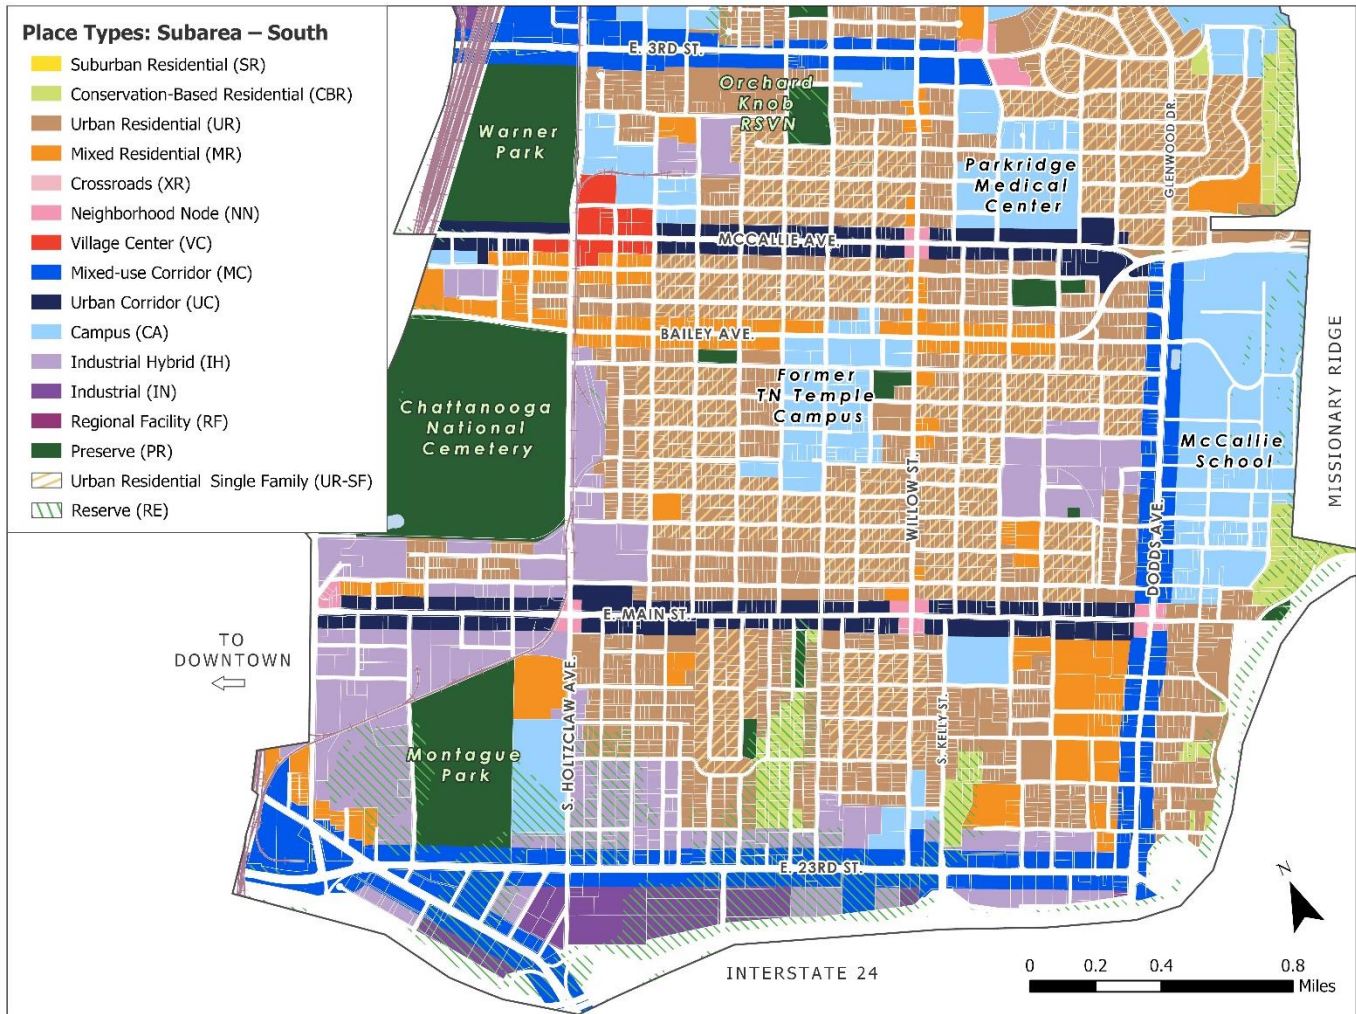 Place Types: Subarea – South
Suburban Residential (SR)
Conservation-Based Residential (CBR)
Urban Residential (UR)
Mixed Residential (MR)
Crossroads (XR)
Neighborhood Node (NN)
Village Center (VC)
Mixed-use Corridor (MC)
Urban Corridor (UC)
Campus (CA)
Industrial Hybrid (IH)
Industrial (IN)
Regional Facility (RF)
Preserve (PR)
Urban Residential Single Family (UR-SF)
Reserve (RE)
E. 3RD ST.
Orchard
Knob
RSVN
Warner
Park
Parkridge
Medical
Center
GLENWOOD DR.
MCCALLIE AVE.
BAILEY AVE.
Former
TN Temple
Campus
Chattanooga
National
Cemetery
McCallie
School
MISSIONARY RIDGE
WILLOW ST.
DODDS AVE.
E. MAIN ST.
TO
DOWNTOWN
S. HOLTZCLAW AVE.
S. KELLY ST.
Montague
Park
E. 23RD ST.
INTERSTATE 24
N
0 0.2 0.4 0.8
Miles